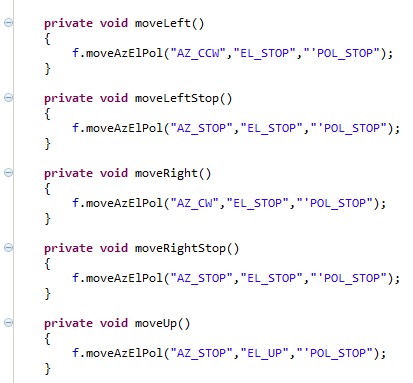 private void moveLeft()
{
f.moveAzElPol("AZ_CCW","EL_STOP","'POL_STOP");
}
private void moveLeftStop()
{
f.moveAzElPol("AZ_STOP","EL_STOP","'POL_STOP");
}
private void moveRight()
{
f.moveAzElPol("AZ_CW","EL_STOP","'POL_STOP");
}
private void moveRightStop()
{
f.moveAzElPol("AZ_STOP","EL_STOP","'POL_STOP");
}
private void moveUp()
{
f.moveAzElPol("AZ_STOP","EL_UP","'POL_STOP");
}